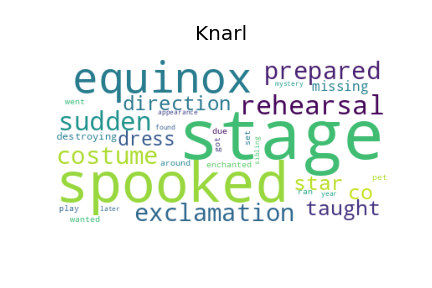 Knarl
equinox prepared
mystery missing
went direction appearance rehearsal
sudden found stage
destroying dress due got set sibling
costume around enchanted
spooked star co pet
ran year
play later exclamation taught
wanted